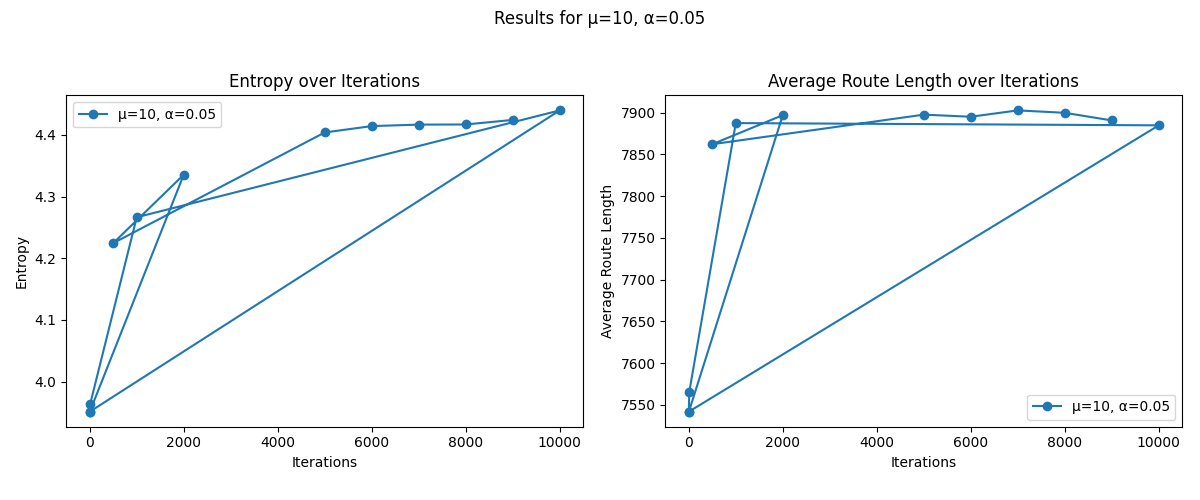 Results for μ=10, α=0.05
Entropy over Iterations
μ=10, α=0.05
Entropy
4.4
4.3
4.2
4.1
4.0
0 2000 4000 6000 8000 10000
Iterations
Average Route Length over Iterations
Average Route Length
7900
7850
7800
7750
7700
7650
7600
7550
μ=10, α=0.05
0 2000 4000 6000 8000 10000
Iterations